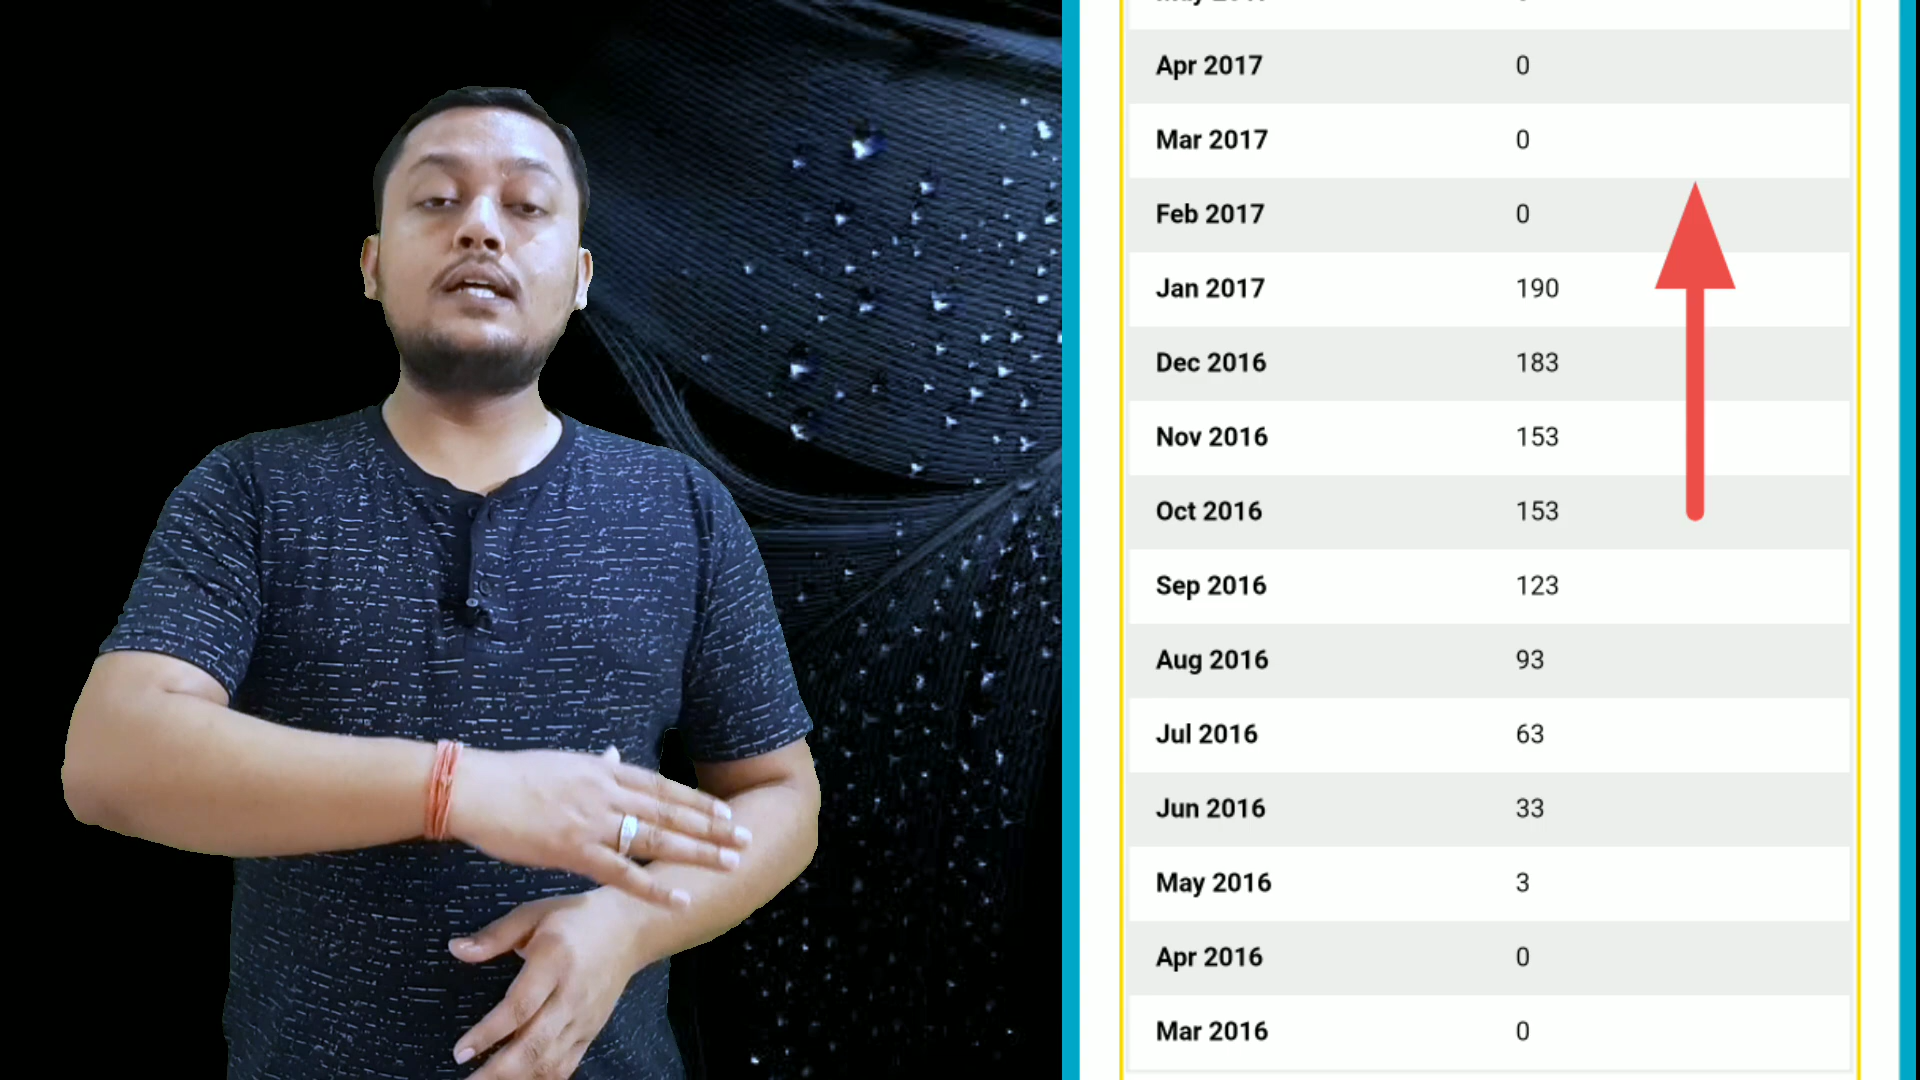 Apr 2017 0
Mar 2017 0
Feb 2017 0
Jan 2017 190
Dec 2016 183
Nov 2016 153
Oct 2016 153
Sep 2016 123
Aug 2016 93
Jul 2016 63
Jun 2016 33
May 2016 3
Apr 2016 0
Mar 2016 0